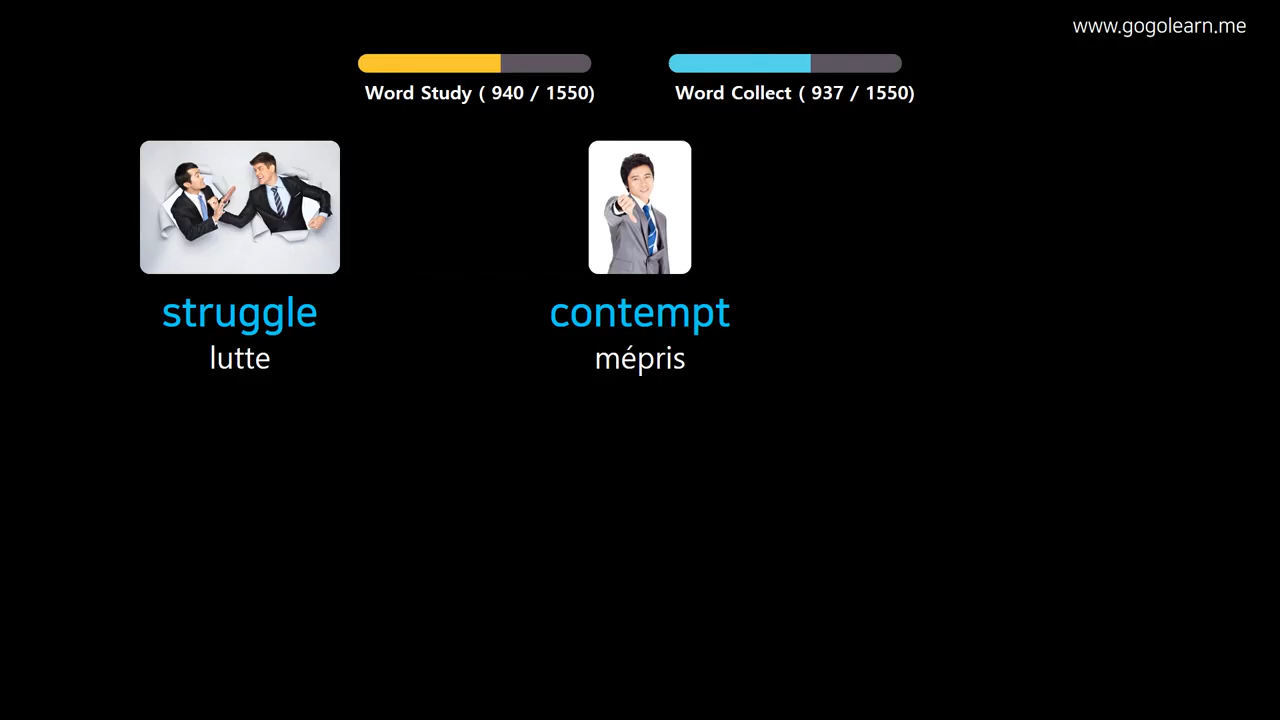 www.gogolearn.me
Word Study ( 940 / 1550)
Word Collect ( 937 / 1550)
struggle
contempt
lutte
mépris